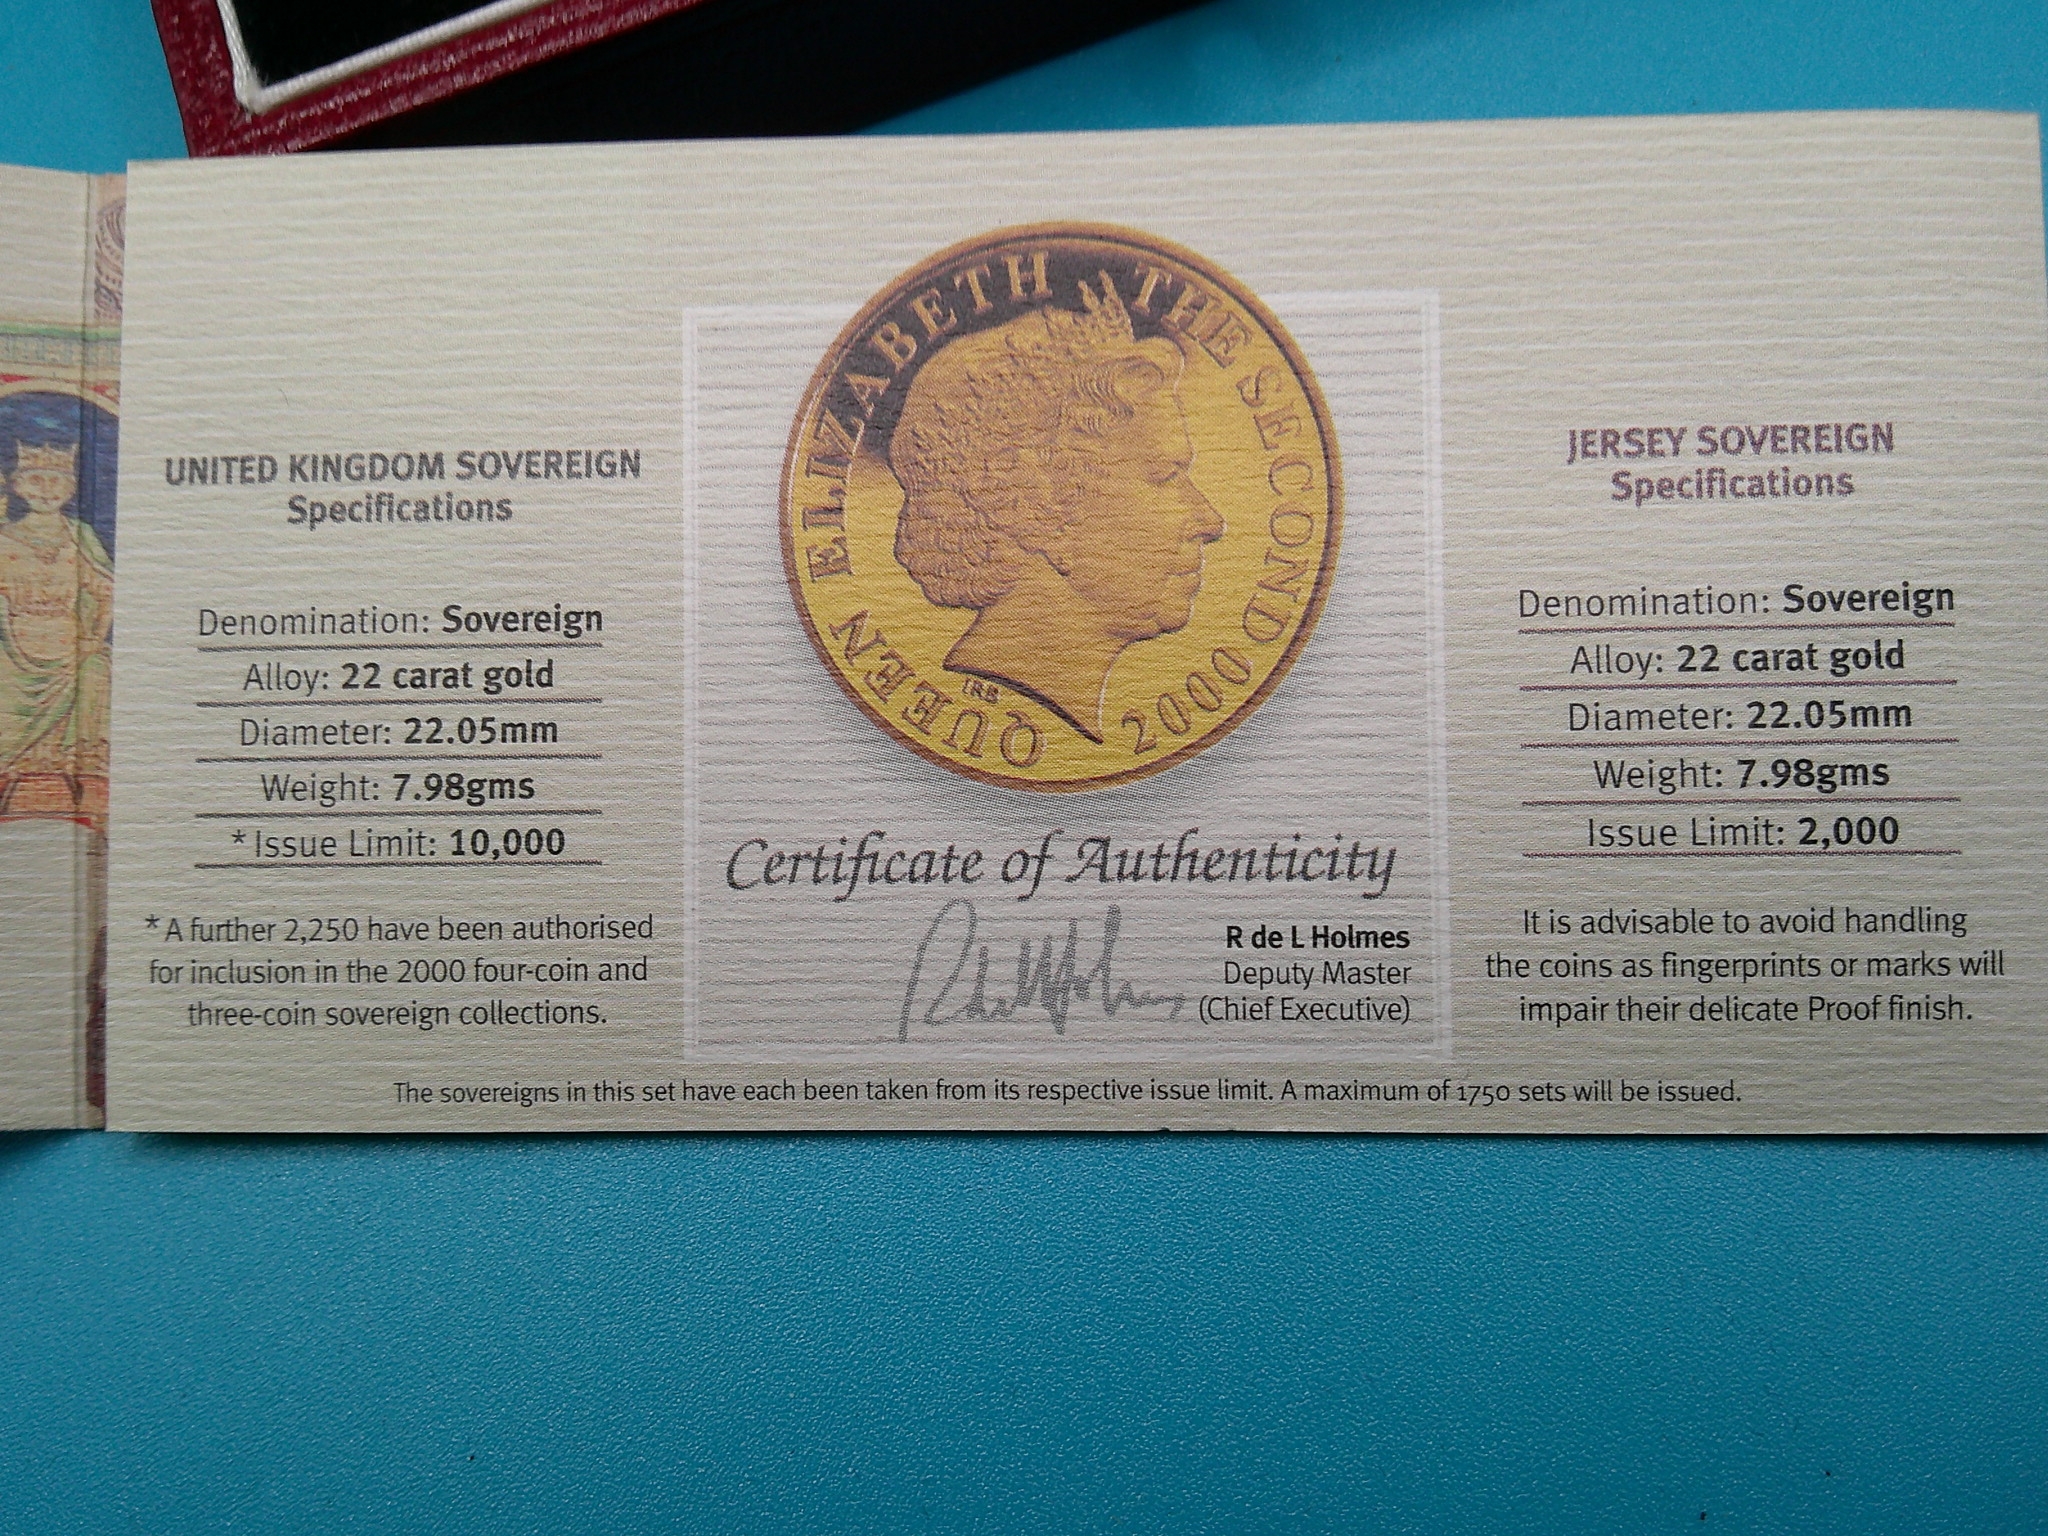 UNITED KINGDOM SOVEREIGN
Specifications
Denomination: Sovereign
Alloy: 22 carat gold
Diameter: 22.05mm
Weight: 7.98gms
* Issue Limit: 10,000
* A further 2,250 have been authorised
for inclusion in the 2000 four-coin and
three-coin sovereign collections.
QUEEN ELIZABETH THE SECOND 2000
IRB
Certificate of Authenticity
R de L Holmes
Deputy Master
(Chief Executive)
JERSEY SOVEREIGN
Specifications
Denomination: Sovereign
Alloy: 22 carat gold
Diameter: 22.05mm
Weight: 7.98gms
Issue Limit: 2,000
It is advisable to avoid handling
the coins as fingerprints or marks will
impair their delicate Proof finish.
The sovereigns in this set have each been taken from its respective issue limit. A maximum of 1750 sets will be issued.